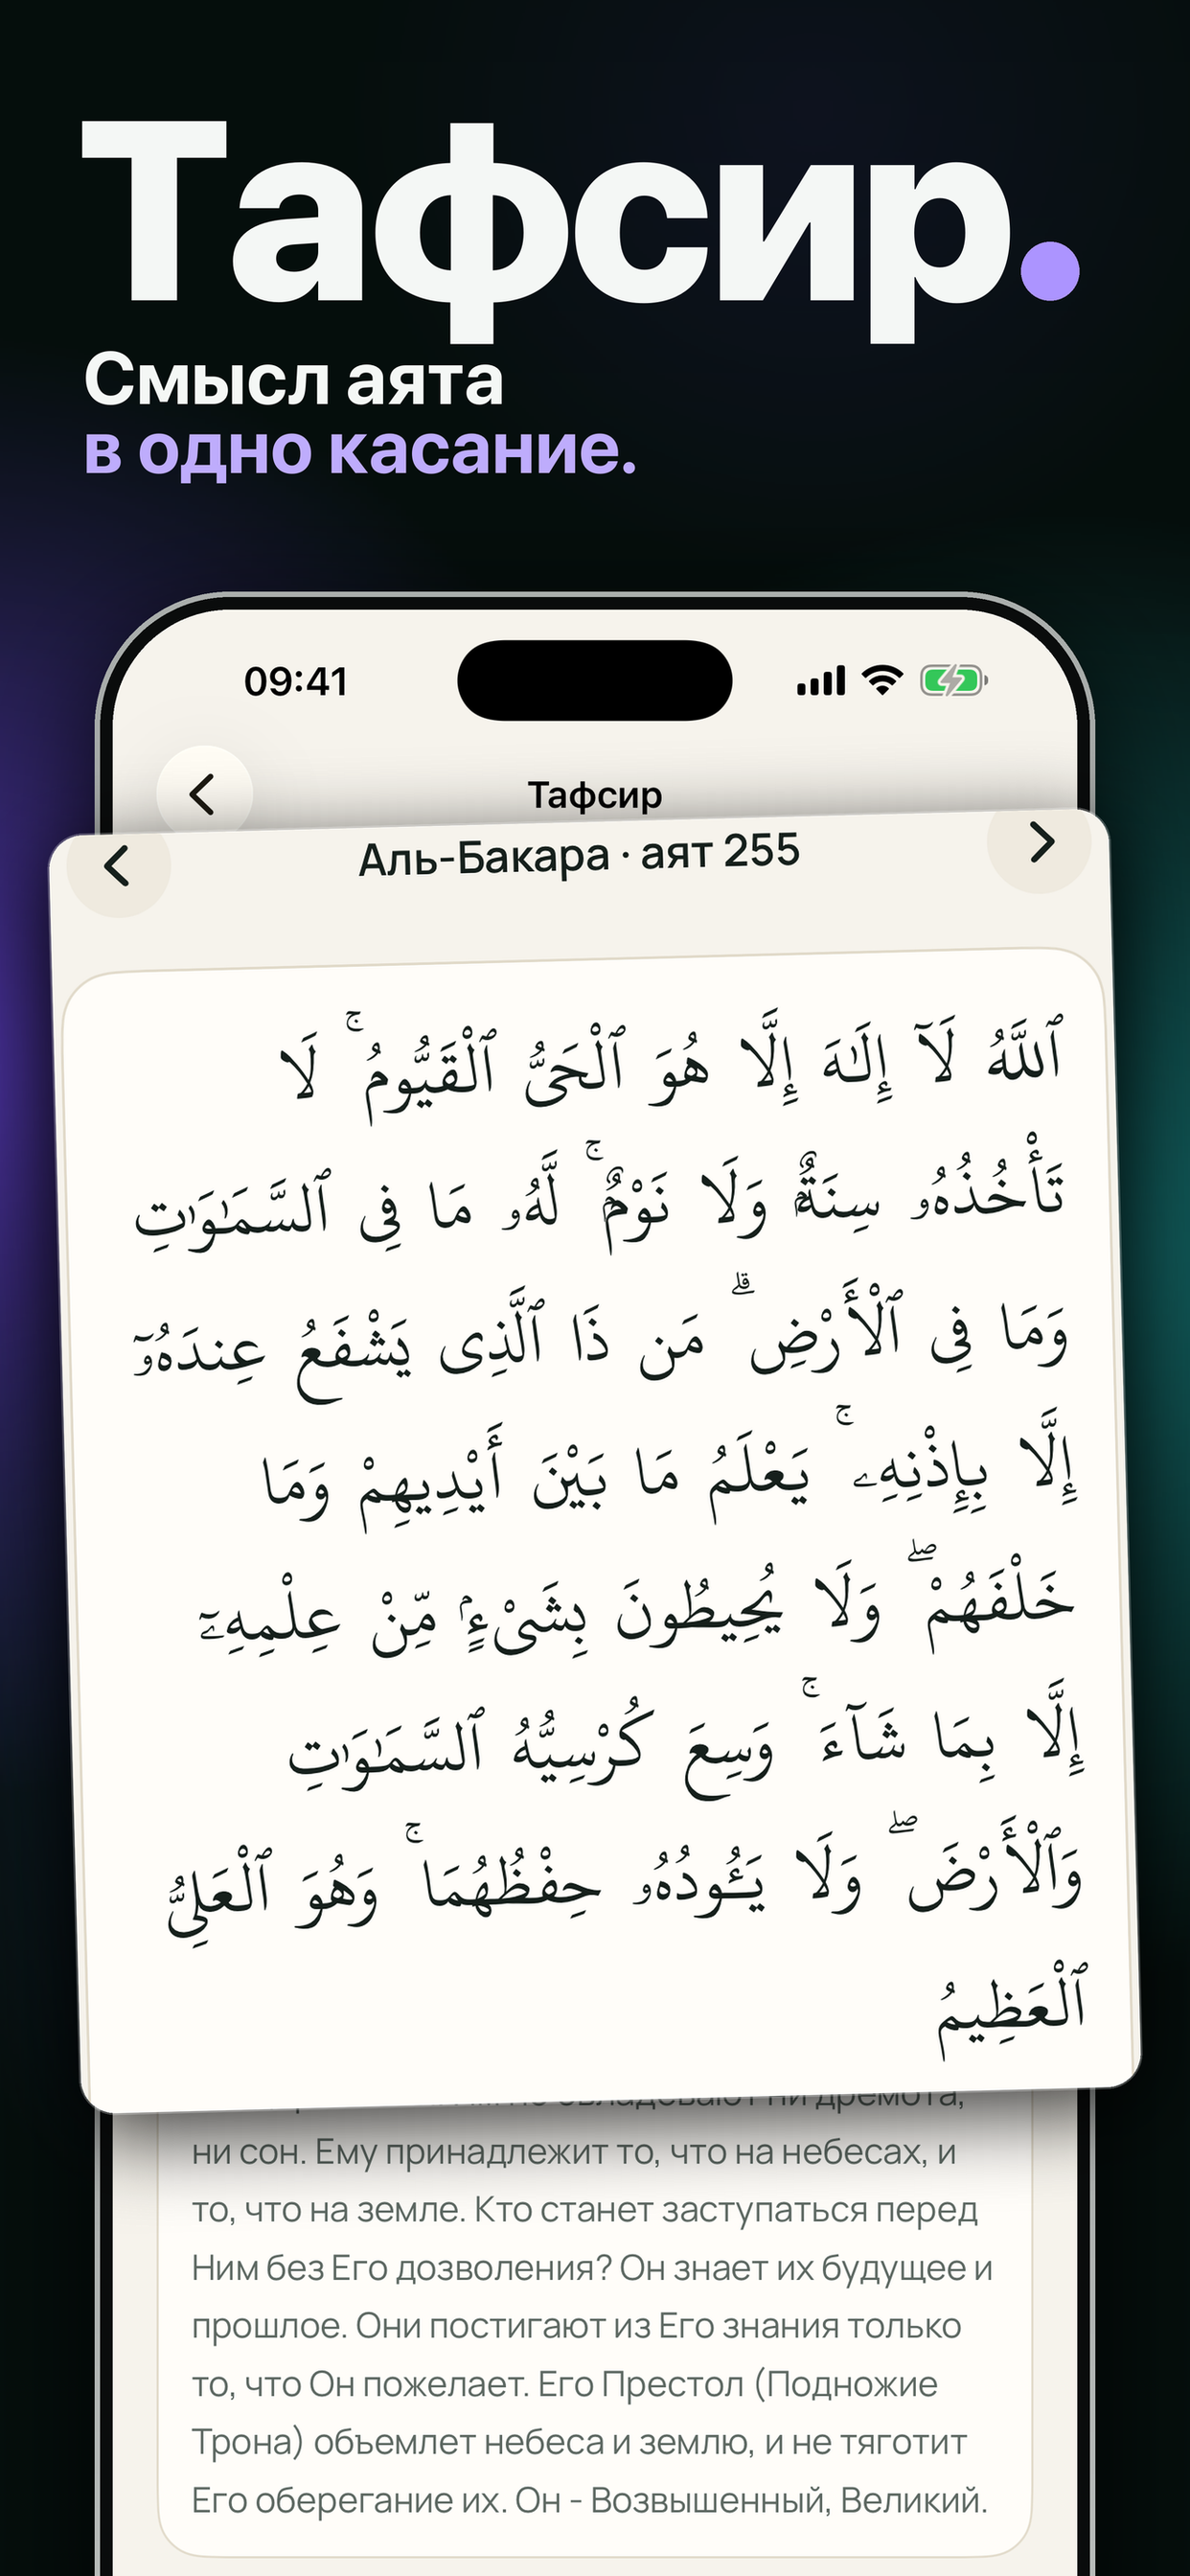 Тафсир.
Смысл аята
в одно касание.
09:41
Тафсир
Аль-Бакара · аят 255
ٱللَّهُ لَآ إِلَـٰهَ إِلَّا هُوَ ٱلْحَىُّ ٱلْقَيُّومُ ۚ لَا
تَأْخُذُهُۥ سِنَةٌۭ وَلَا نَوْمٌۭ ۚ لَّهُۥ مَا فِى ٱلسَّمَـٰوَٰتِ
وَمَا فِى ٱلْأَرْضِ ۗ مَن ذَا ٱلَّذِى يَشْفَعُ عِندَهُۥٓ
إِلَّا بِإِذْنِهِۦ ۚ يَعْلَمُ مَا بَيْنَ أَيْدِيهِمْ وَمَا
خَلْفَهُمْ ۖ وَلَا يُحِيطُونَ بِشَىْءٍۢ مِّنْ عِلْمِهِۦٓ
إِلَّا بِمَا شَآءَ ۚ وَسِعَ كُرْسِيُّهُ ٱلسَّمَـٰوَٰتِ
وَٱلْأَرْضَ ۖ وَلَا يَـُٔودُهُۥ حِفْظُهُمَا ۚ وَهُوَ ٱلْعَلِىُّ
ٱلْعَظِيمُ
овладевают ни дремота,
ни сон. Ему принадлежит то, что на небесах, и
то, что на земле. Кто станет заступаться перед
Ним без Его дозволения? Он знает их будущее и
прошлое. Они постигают из Его знания только
то, что Он пожелает. Его Престол (Подножие
Трона) объемлет небеса и землю, и не тяготит
Его оберегание их. Он - Возвышенный, Великий.